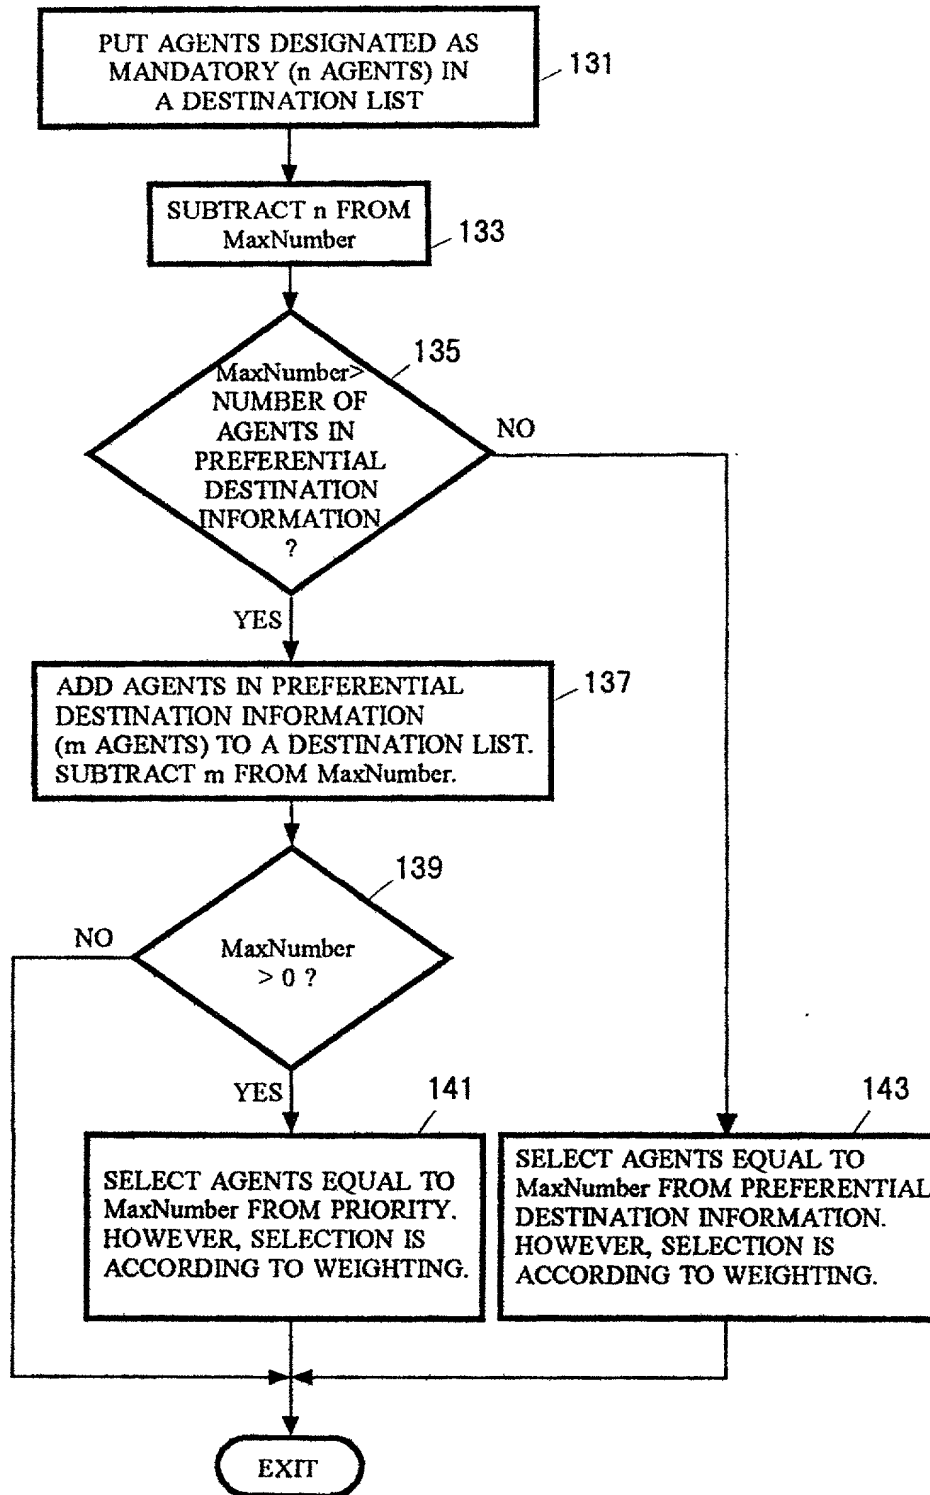 PUT AGENTS DESIGNATED AS
MANDATORY (n AGENTS) IN
A DESTINATION LIST
131
SUBTRACT n FROM
MaxNumber
133
135
MaxNumber>
NUMBER OF
AGENTS IN
PREFERENTIAL
DESTINATION
INFORMATION
?
NO
YES
ADD AGENTS IN PREFERENTIAL
DESTINATION INFORMATION
(m AGENTS) TO A DESTINATION LIST.
SUBTRACT m FROM MaxNumber.
137
139
NO
MaxNumber
> 0 ?
YES
141
SELECT AGENTS EQUAL TO
MaxNumber FROM PRIORITY.
HOWEVER, SELECTION IS
ACCORDING TO WEIGHTING.
143
SELECT AGENTS EQUAL TO
MaxNumber FROM PREFERENTIAL
DESTINATION INFORMATION.
HOWEVER, SELECTION IS
ACCORDING TO WEIGHTING.
EXIT